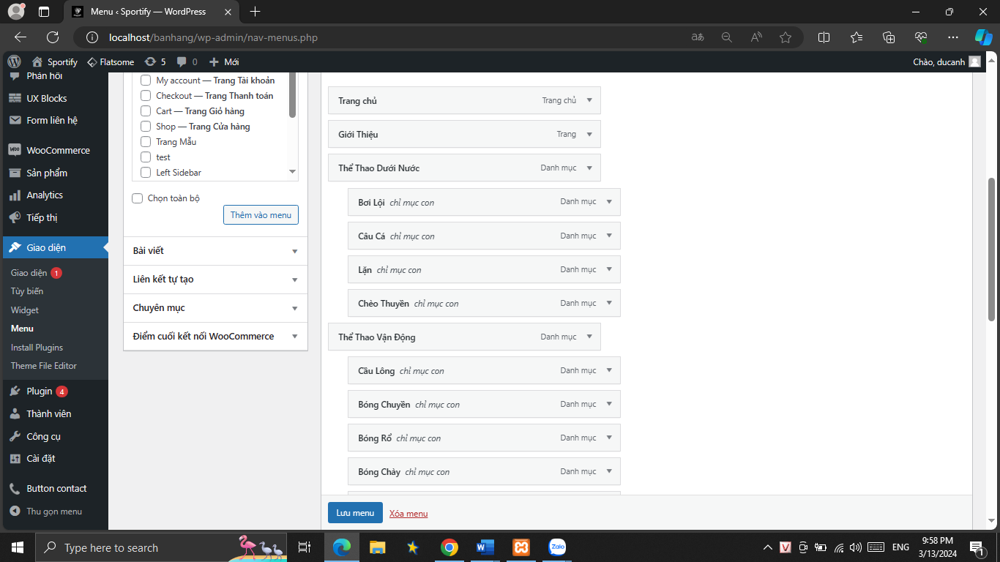 Menu ‹ Sportify — WordPress
localhost/banhang/wp-admin/nav-menus.php
Sportify
Flatsome
5
0
Mới
Chào, ducanh
Phản hồi
UX Blocks
Form liên hệ
WooCommerce
Sản phẩm
Analytics
Tiếp thị
Giao diện
Giao diện 1
Tùy biến
Widget
Menu
Install Plugins
Theme File Editor
Plugin 4
Thành viên
Công cụ
Cài đặt
Button contact
Thu gọn menu
My account — Trang Tài khoản
Checkout — Trang Thanh toán
Cart — Trang Giỏ hàng
Shop — Trang Cửa hàng
Trang Mẫu
test
Left Sidebar
Chọn toàn bộ
Thêm vào menu
Bài viết
Liên kết tự tạo
Chuyên mục
Điểm cuối kết nối WooCommerce
Trang chủ Trang chủ
Giới Thiệu Trang
Thể Thao Dưới Nước Danh mục
Bơi Lội chỉ mục con Danh mục
Câu Cá chỉ mục con Danh mục
Lặn chỉ mục con Danh mục
Chèo Thuyền chỉ mục con Danh mục
Thể Thao Vận Động Danh mục
Cầu Lông chỉ mục con Danh mục
Bóng Chuyền chỉ mục con Danh mục
Bóng Rổ chỉ mục con Danh mục
Bóng Chày chỉ mục con Danh mục
Lưu menu Xóa menu
Type here to search
ENG
9:58 PM
3/13/2024
1